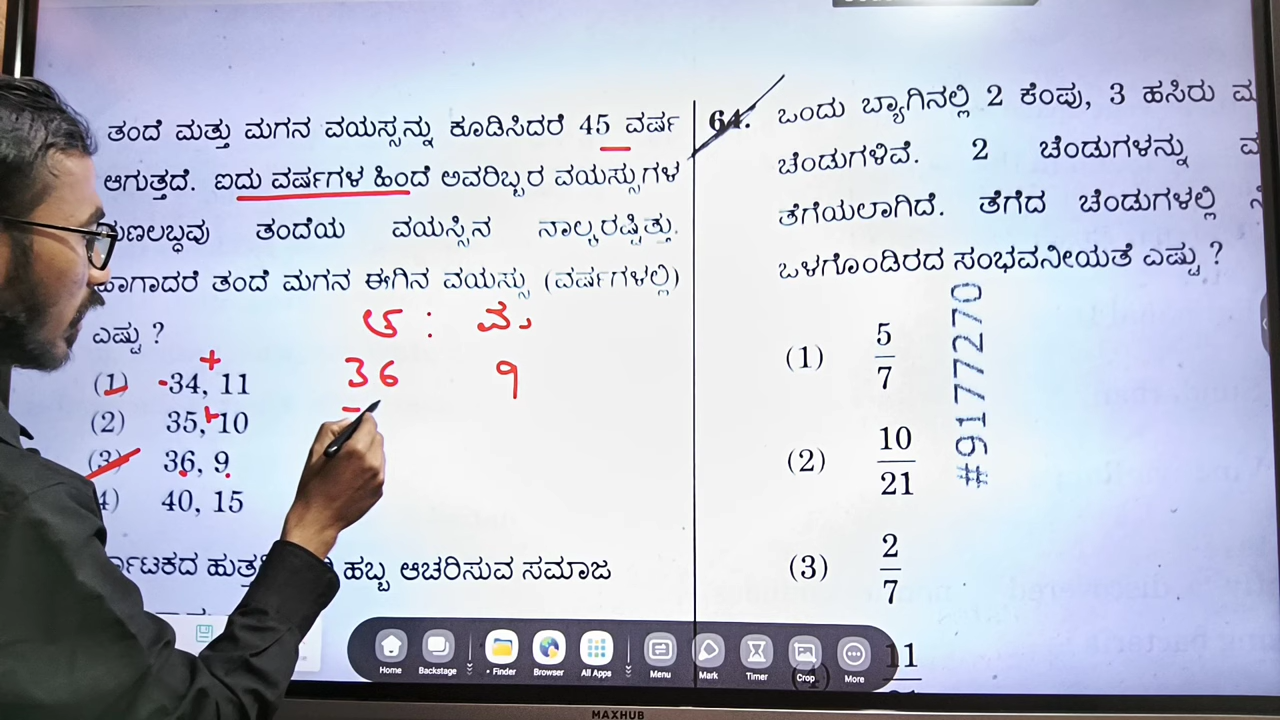 ತಂದೆ ಮತ್ತು ಮಗನ ವಯಸ್ಸನ್ನು ಕೂಡಿಸಿದರೆ 45 ವರ್ಷ
ಆಗುತ್ತದೆ. ಐದು ವರ್ಷಗಳ ಹಿಂದೆ ಅವರಿಬ್ಬರ ವಯಸ್ಸುಗಳ
ಗುಣಲಬ್ಧವು ತಂದೆಯ ವಯಸ್ಸಿನ ನಾಲ್ಕರಷ್ಟಿತ್ತು.
ಹಾಗಾದರೆ ತಂದೆ ಮಗನ ಈಗಿನ ವಯಸ್ಸು (ವರ್ಷಗಳಲ್ಲಿ)
ಎಷ್ಟು ?
: ಮ
36 9
(1) 34, + 11
(2) 35, + 10
(3) 36, 9
4) 40, 15
ಹಬ್ಬ ಆಚರಿಸುವ ಸಮಾಜ
64. ಒಂದು ಬ್ಯಾಗಿನಲ್ಲಿ 2 ಕೆಂಪು, 3 ಹಸಿರು
ಚೆಂಡುಗಳಿವೆ. 2 ಚೆಂಡುಗಳನ್ನು
ತೆಗೆಯಲಾಗಿದೆ. ತೆಗೆದ ಚೆಂಡುಗಳಲ್ಲಿ
ಒಳಗೊಂಡಿರದ ಸಂಭವನೀಯತೆ ಎಷ್ಟು ?
(1) 5/7
(2) 10/21
(3) 2/7
(4) 11
#9177270
Home Backstage Finder Browser All Apps Menu Mark Timer Crop More
MAXHUB